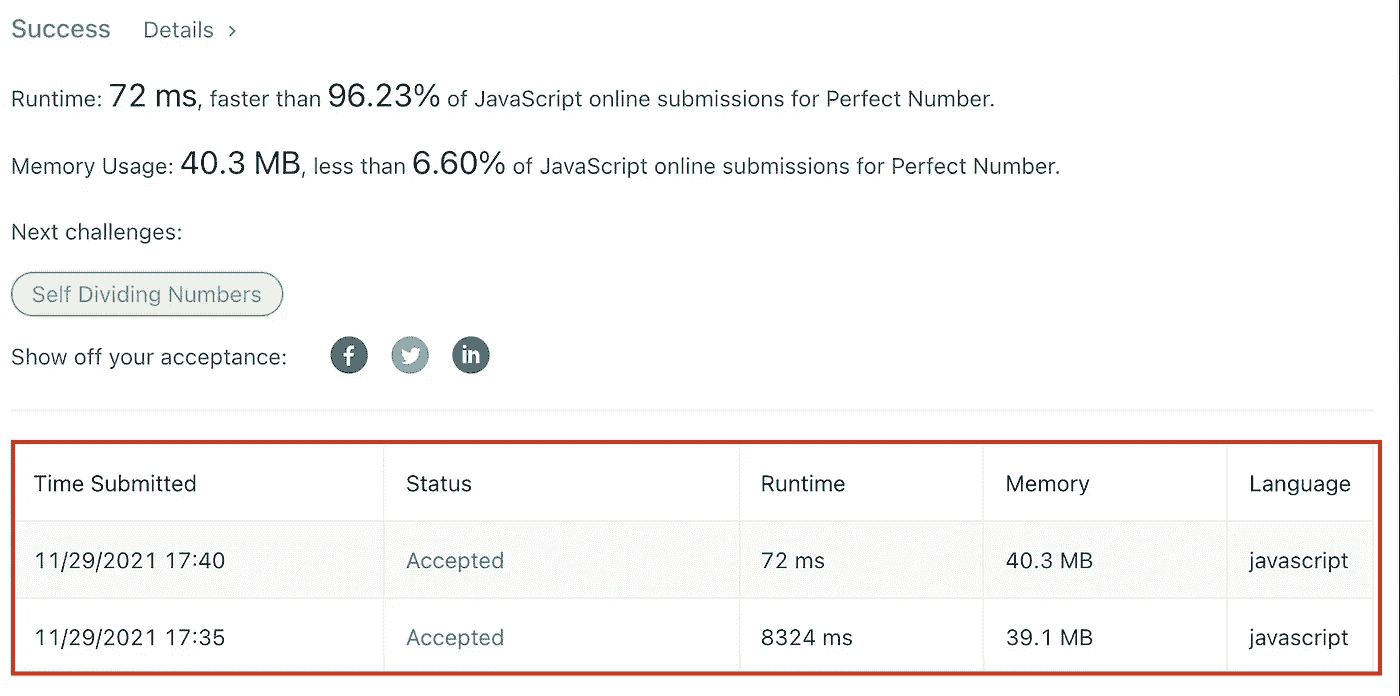 Success Details >
Runtime: 72 ms, faster than 96.23% of JavaScript online submissions for Perfect Number.
Memory Usage: 40.3 MB, less than 6.60% of JavaScript online submissions for Perfect Number.
Next challenges:
Self Dividing Numbers
Show off your acceptance: f in
Time Submitted Status Runtime Memory Language
11/29/2021 17:40 Accepted 72 ms 40.3 MB javascript
11/29/2021 17:35 Accepted 8324 ms 39.1 MB javascript